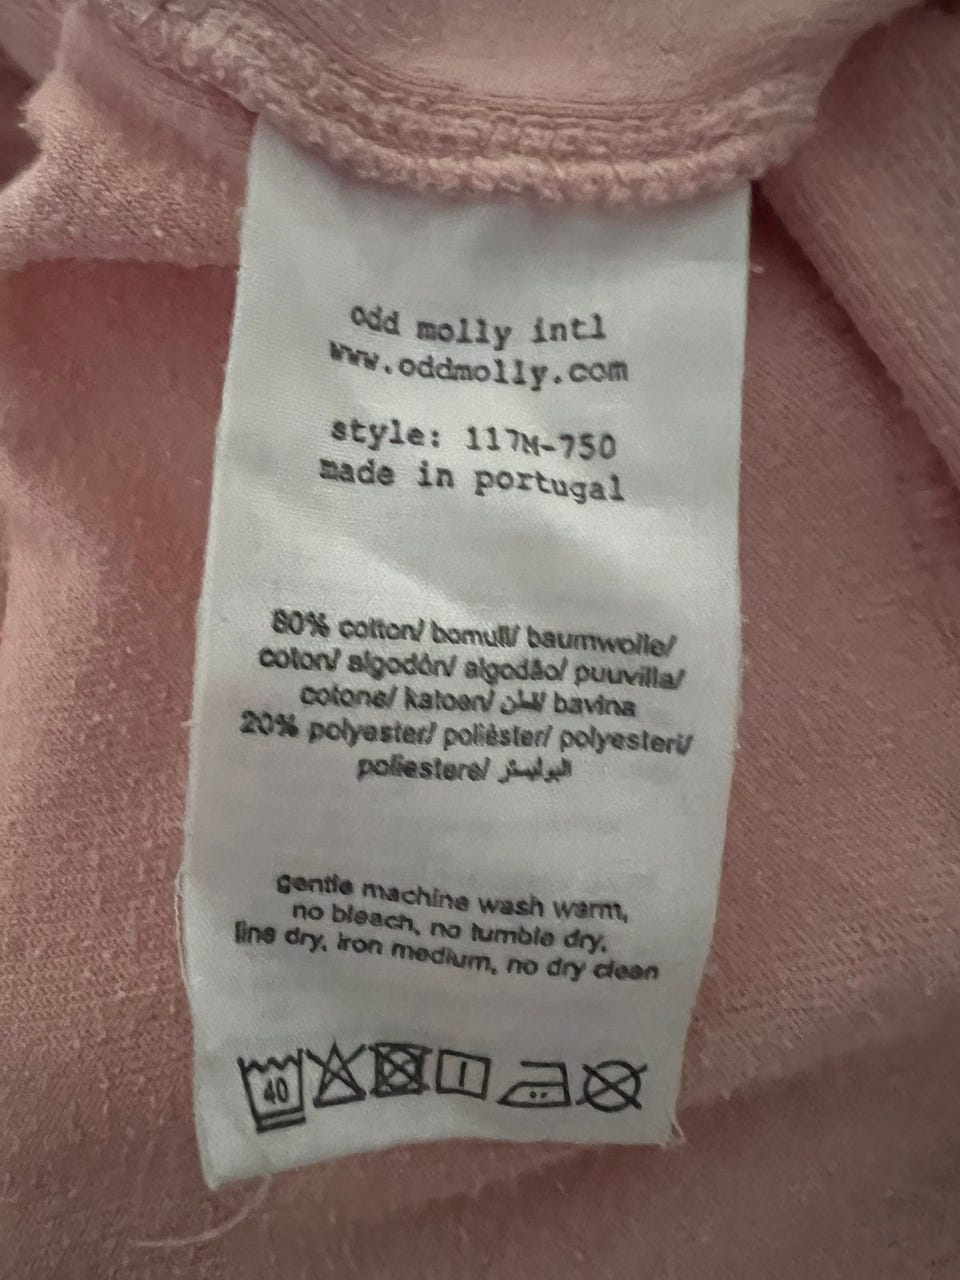 odd molly intl
www.oddmolly.com
style: 117M-750
made in portugal
80% cotton/ bomull/ baumwolle/
coton/ algodón/ algodão/ puuvilla/
cotone/ katoen/ القطن/ bavlna
20% polyester/ poliéster/ polyesteri/
poliestere/ البوليستر
gentle machine wash warm,
no bleach, no tumble dry,
line dry, iron medium, no dry clean
40